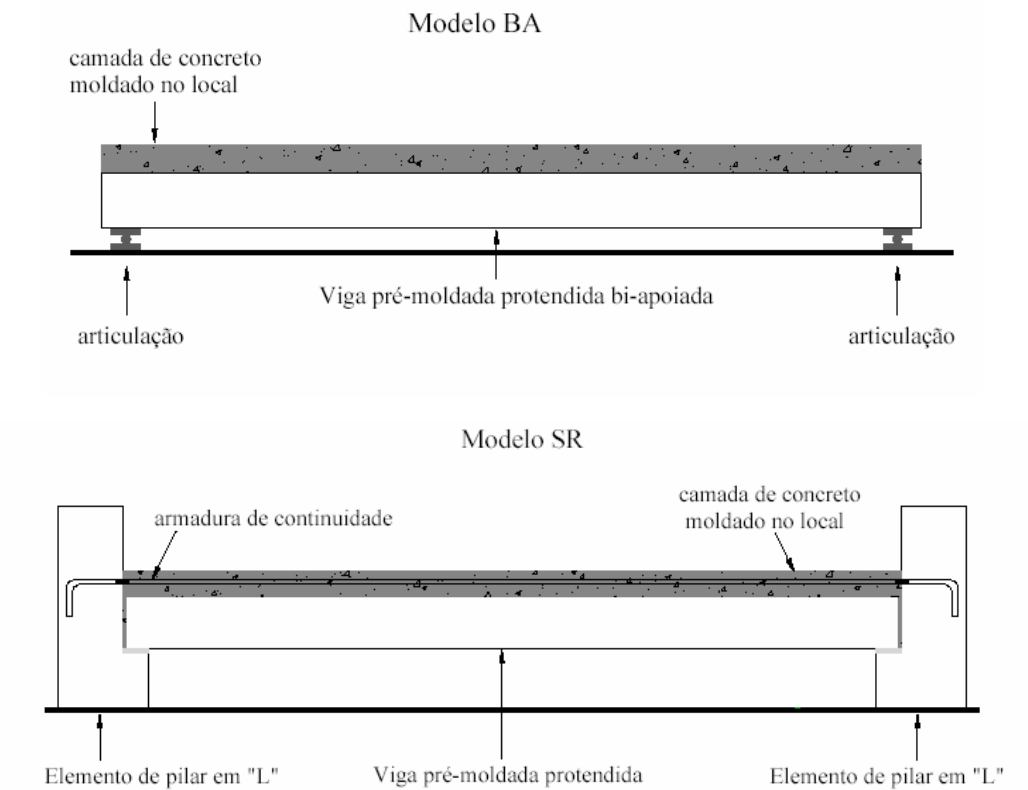 Modelo BA
camada de concreto
moldado no local
Viga pré-moldada protendida bi-apoiada
articulação
articulação
Modelo SR
armadura de continuidade
camada de concreto
moldado no local
Elemento de pilar em "L"
Viga pré-moldada protendida
Elemento de pilar em "L"